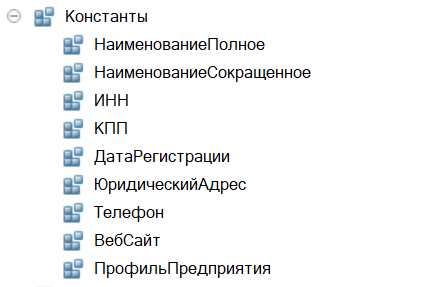 Константы
НаименованиеПолное
НаименованиеСокращенное
ИНН
КПП
ДатаРегистрации
ЮридическийАдрес
Телефон
ВебСайт
ПрофильПредприятия